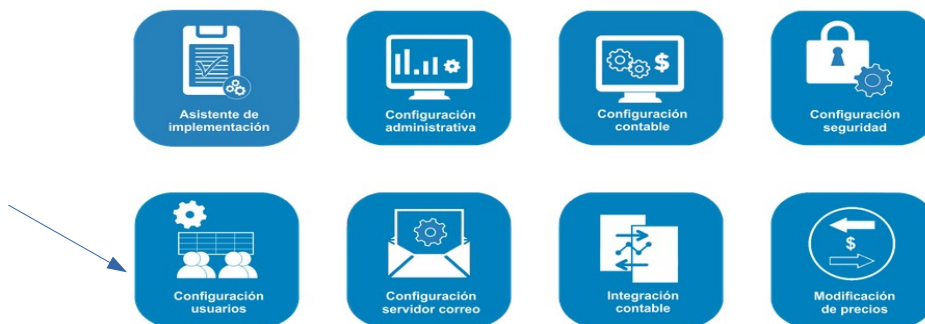 Asistente de
implementación
Configuración
administrativa
$
Configuración
contable
Configuración
seguridad
Configuración
usuarios
Configuración
servidor correo
Integración
contable
$
Modificación
de precios